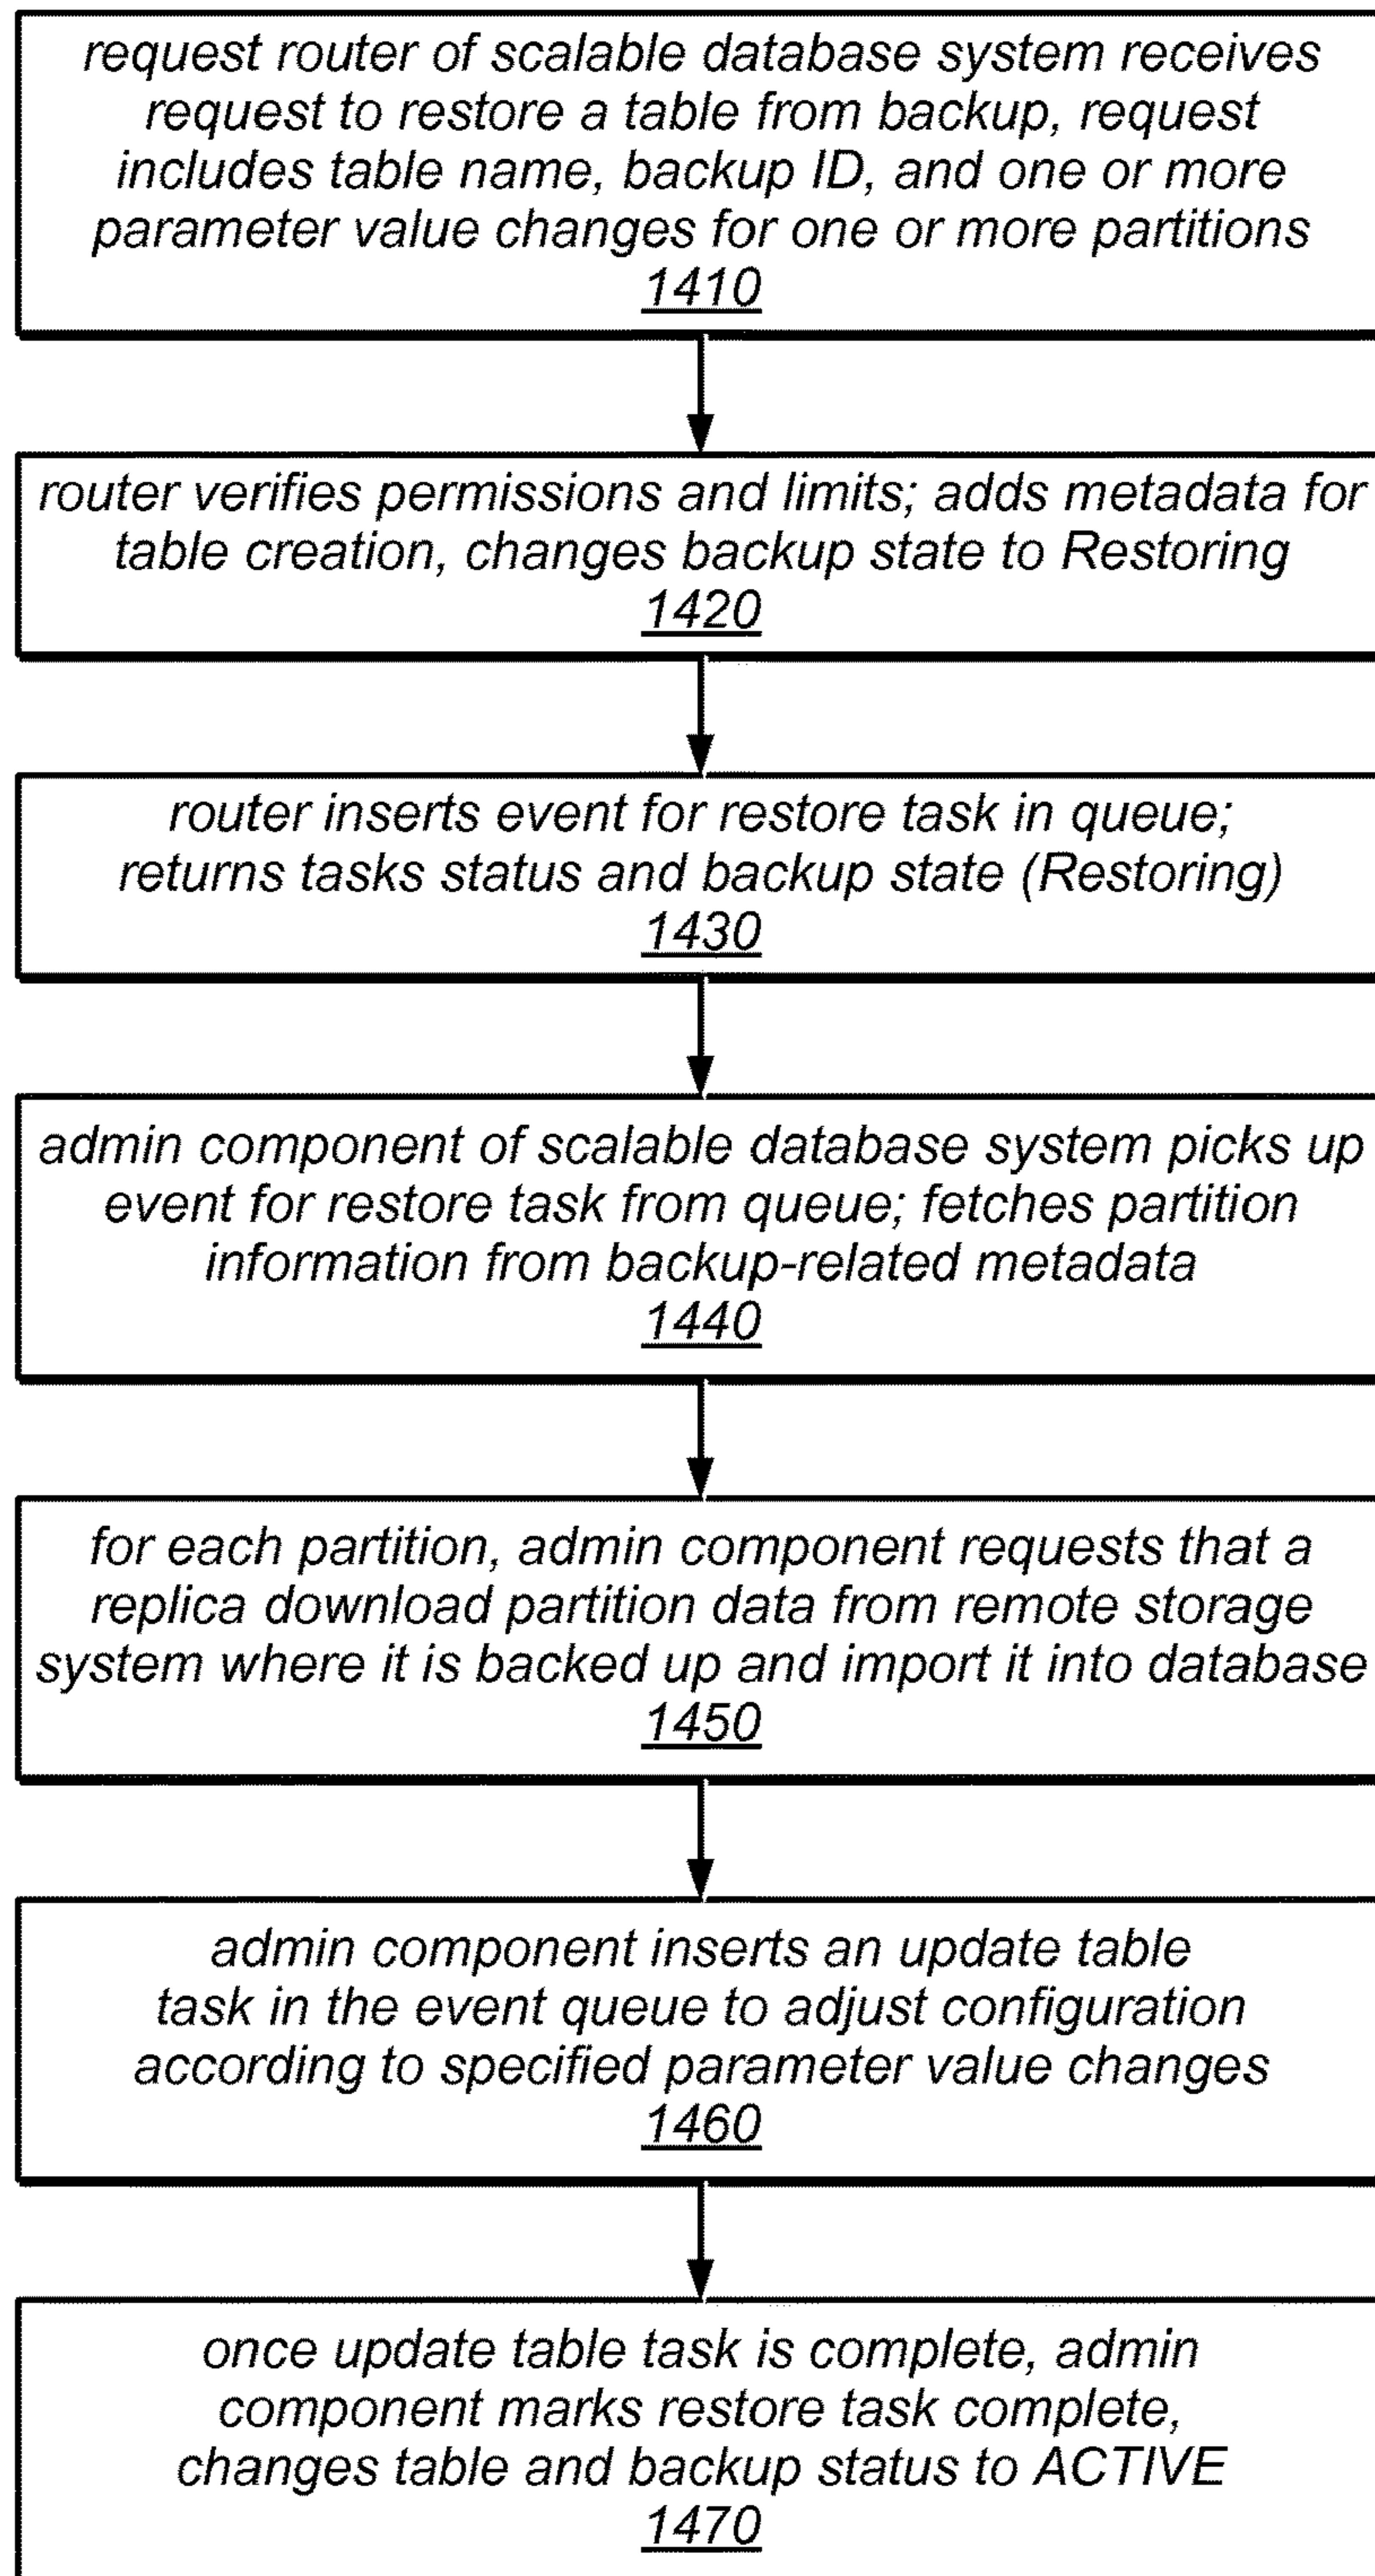 request router of scalable database system receives
request to restore a table from backup, request
includes table name, backup ID, and one or more
parameter value changes for one or more partitions
1410
router verifies permissions and limits; adds metadata for
table creation, changes backup state to Restoring
1420
router inserts event for restore task in queue;
returns tasks status and backup state (Restoring)
1430
admin component of scalable database system picks up
event for restore task from queue; fetches partition
information from backup-related metadata
1440
for each partition, admin component requests that a
replica download partition data from remote storage
system where it is backed up and import it into database
1450
admin component inserts an update table
task in the event queue to adjust configuration
according to specified parameter value changes
1460
once update table task is complete, admin
component marks restore task complete,
changes table and backup status to ACTIVE
1470